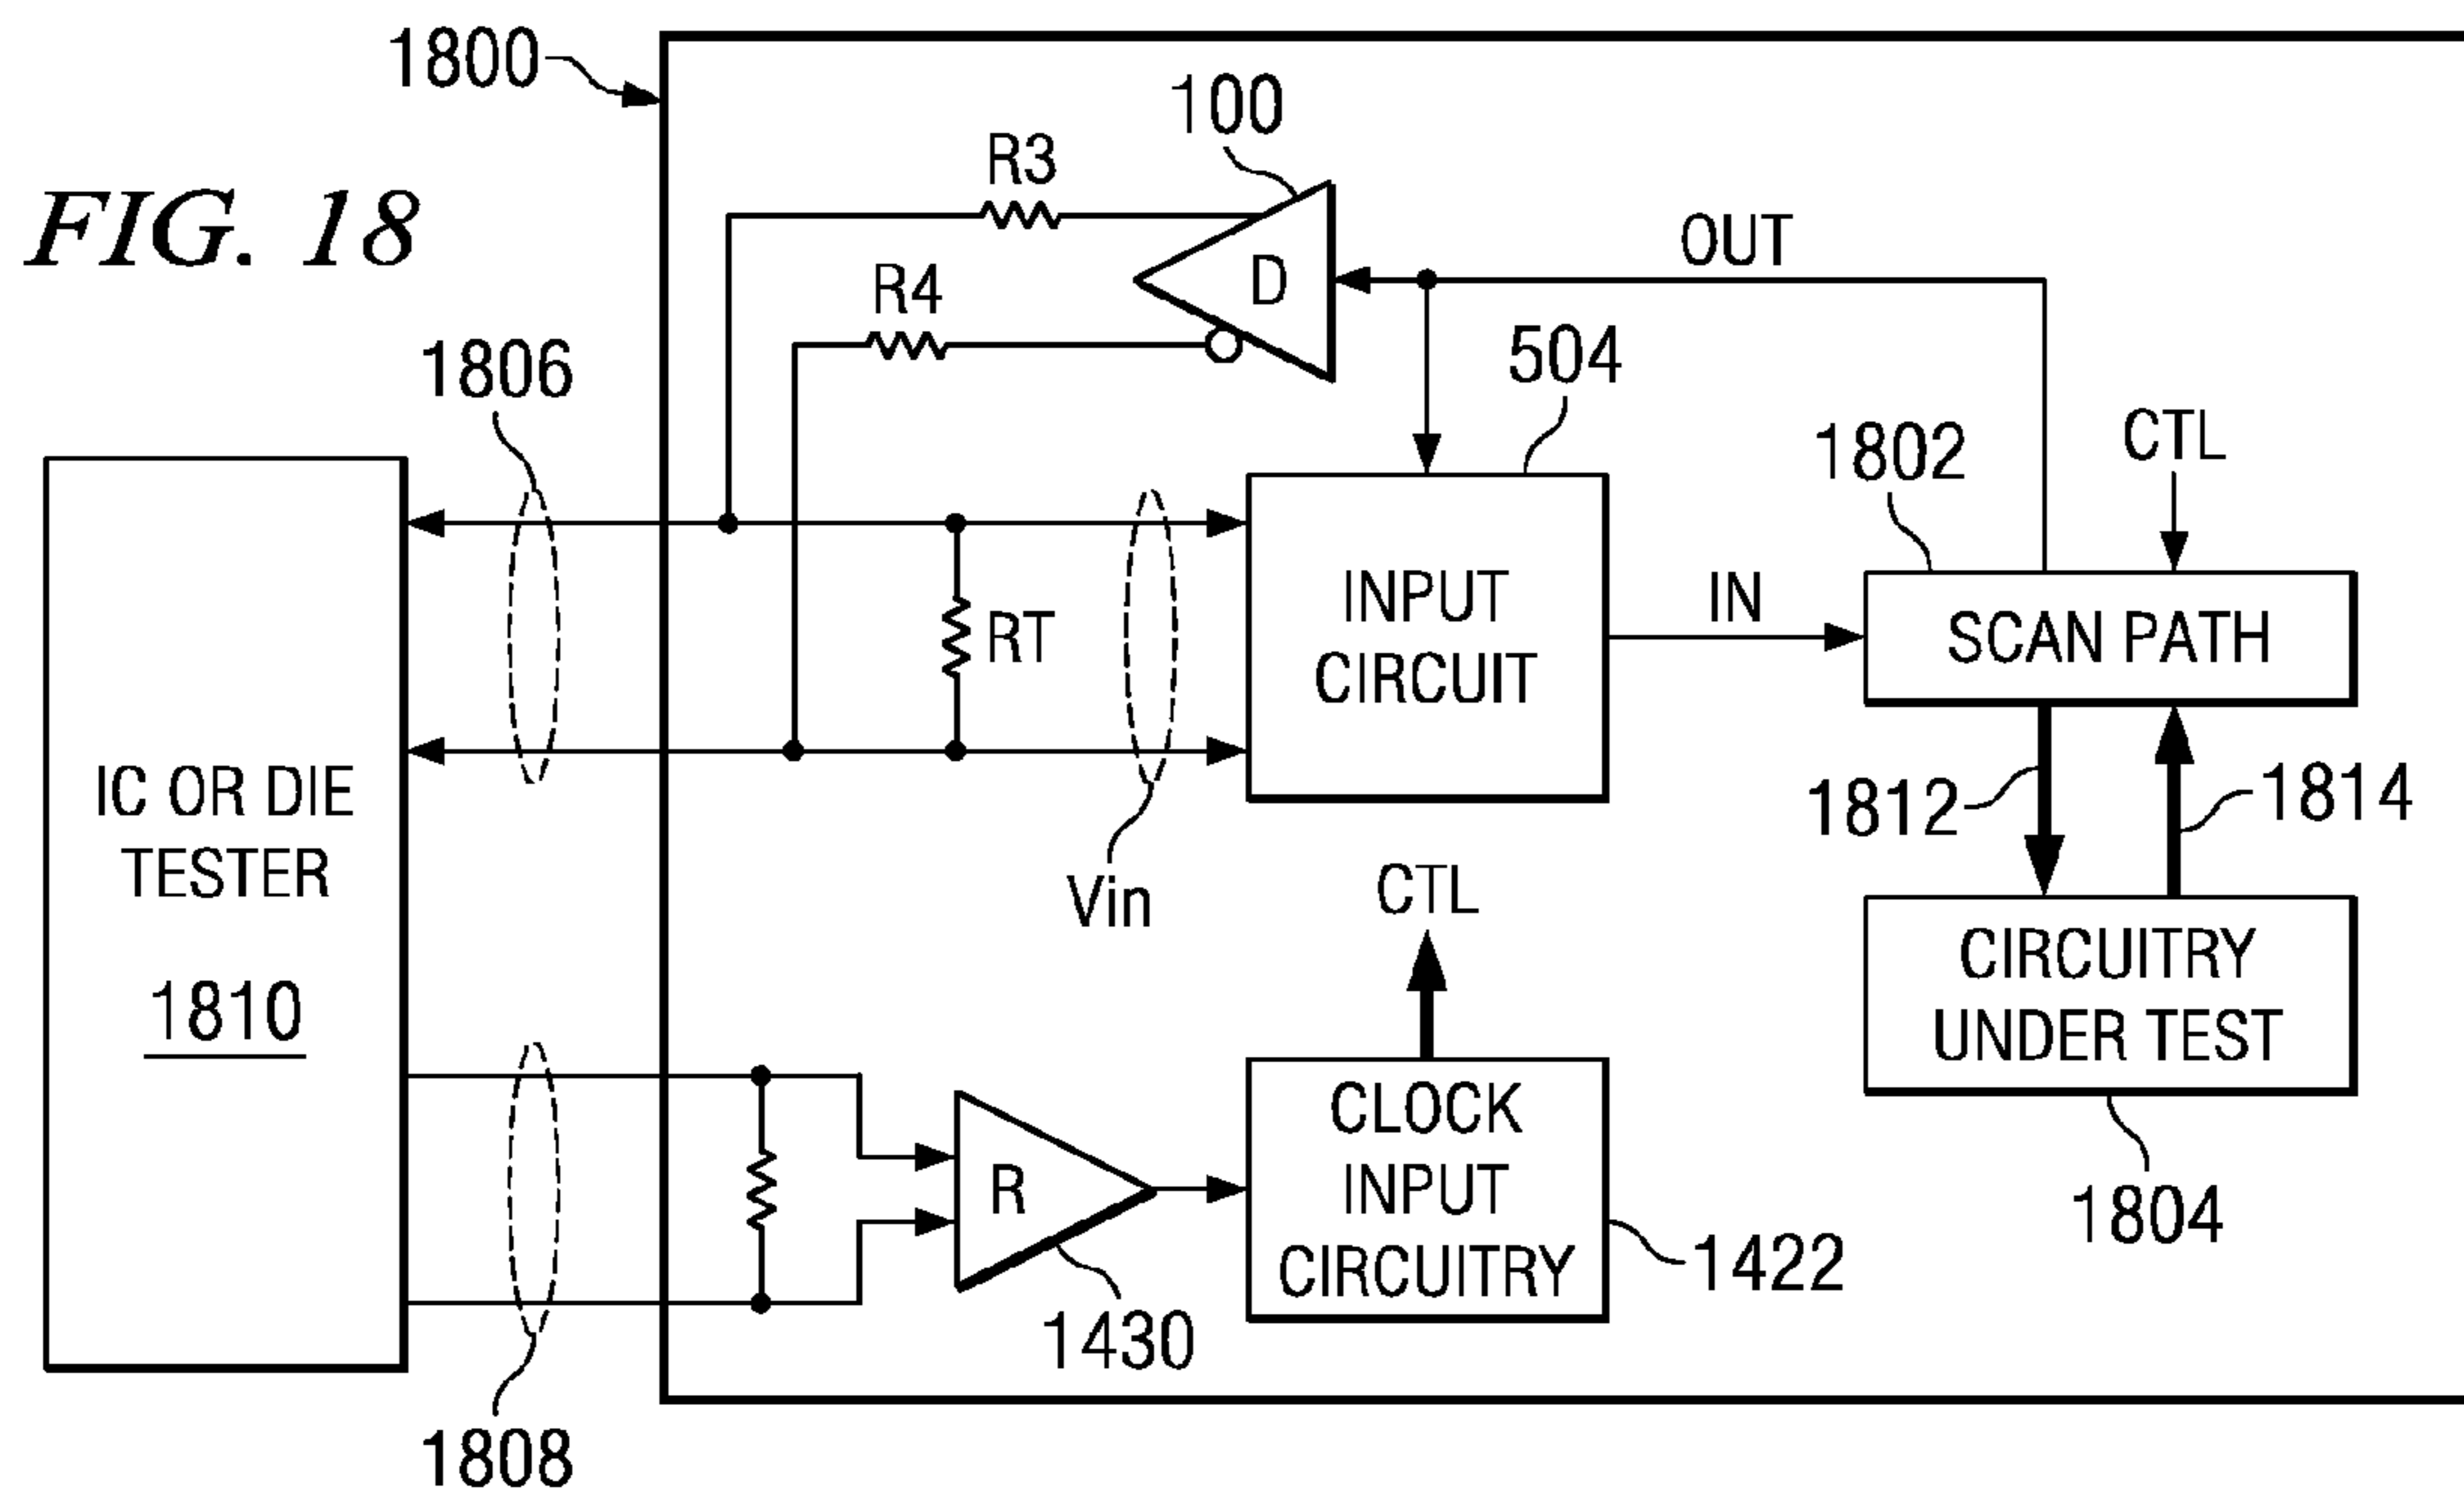 FIG. 18
1800
100
R3
D
OUT
R4
504
1806
1802
CTL
INPUT
CIRCUIT
IN
SCAN PATH
RT
IC OR DIE
TESTER
1810
Vin
1812
1814
CTL
CIRCUITRY
UNDER TEST
CLOCK
INPUT
CIRCUITRY
R
1804
1422
1430
1808